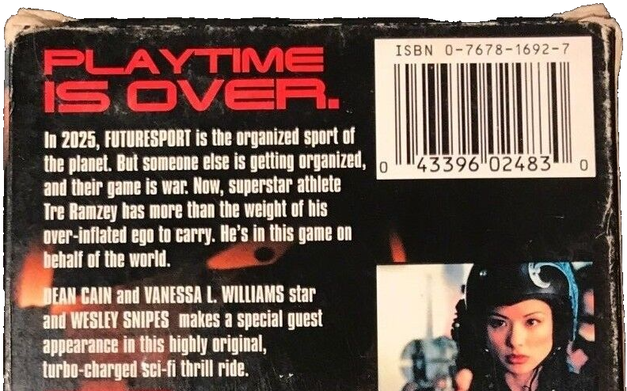 PLAYTIME
IS OVER.
In 2025, FUTURESPORT is the organized sport of
the planet. But someone else is getting organized,
and their game is war. Now, superstar athlete
Tre Ramzey has more than the weight of his
over-inflated ego to carry. He's in this game on
behalf of the world.
DEAN CAIN and VANESSA L. WILLIAMS star
and WESLEY SNIPES makes a special guest
appearance in this highly original,
turbo-charged sci-fi thrill ride.
ISBN 0-7678-1692-7
0 43396 02483 0